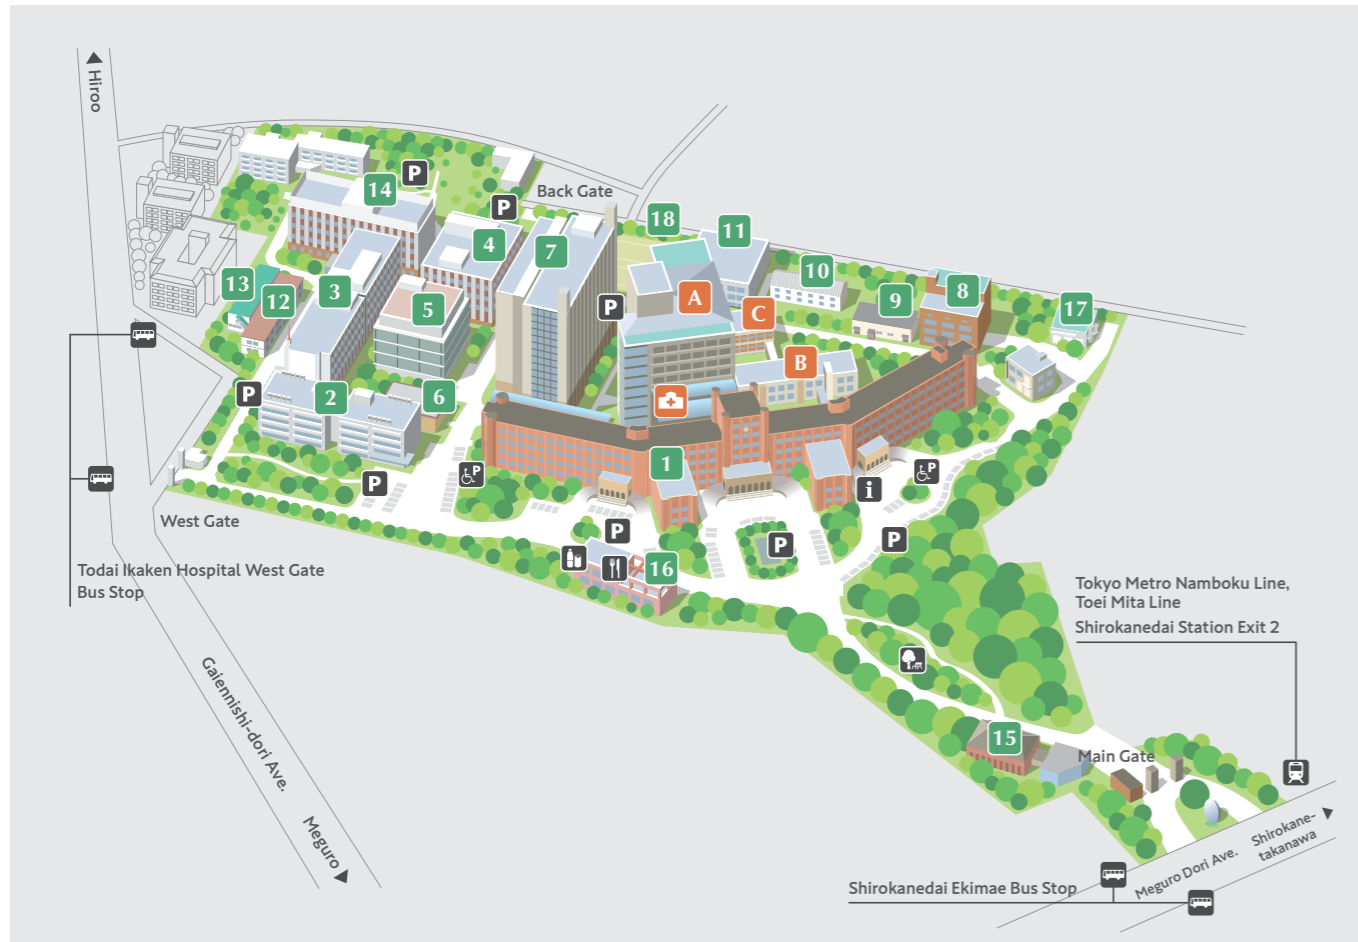 Hiroo
14
P
P
Back Gate
18
11
4
7
10
13
12
3
5
P
A
C
9
8
17
B
P
2
6
1
P
P
P
i
P
West Gate
P
P
P
16
Todai Ikaken Hospital West Gate
Bus Stop
Tokyo Metro Namboku Line,
Toei Mita Line
Shirokanedai Station Exit 2
Gaiennishi-dori Ave.
Meguro
15
Main Gate
Shirokane-
takanawa
Meguro Dori Ave.
Shirokanedai Ekimae Bus Stop